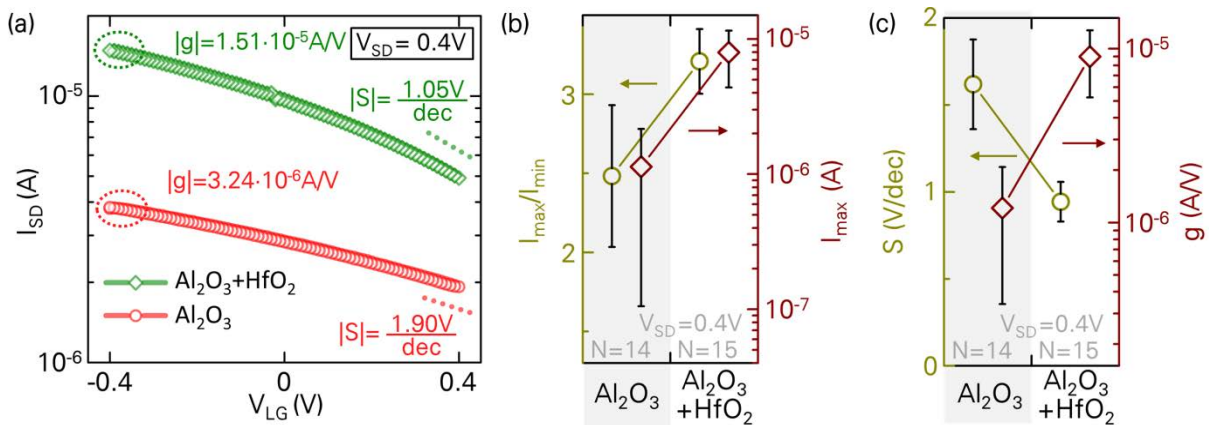 (a)
|g|=1.51·10⁻⁵A/V
V_SD = 0.4V
|S|= 1.05V/dec
10⁻⁵
|g|=3.24·10⁻⁶A/V
I_SD (A)
Al₂O₃+HfO₂
Al₂O₃
|S|= 1.90V/dec
10⁻⁶
-0.4
0
0.4
V_LG (V)
(b)
3
2
I_max/I_min
10⁻⁵
10⁻⁶
10⁻⁷
I_max (A)
V_SD=0.4V
N=14
N=15
Al₂O₃
Al₂O₃
+HfO₂
(c)
2
1
0
S (V/dec)
10⁻⁵
10⁻⁶
g (A/V)
V_SD=0.4V
N=14
N=15
Al₂O₃
Al₂O₃
+HfO₂